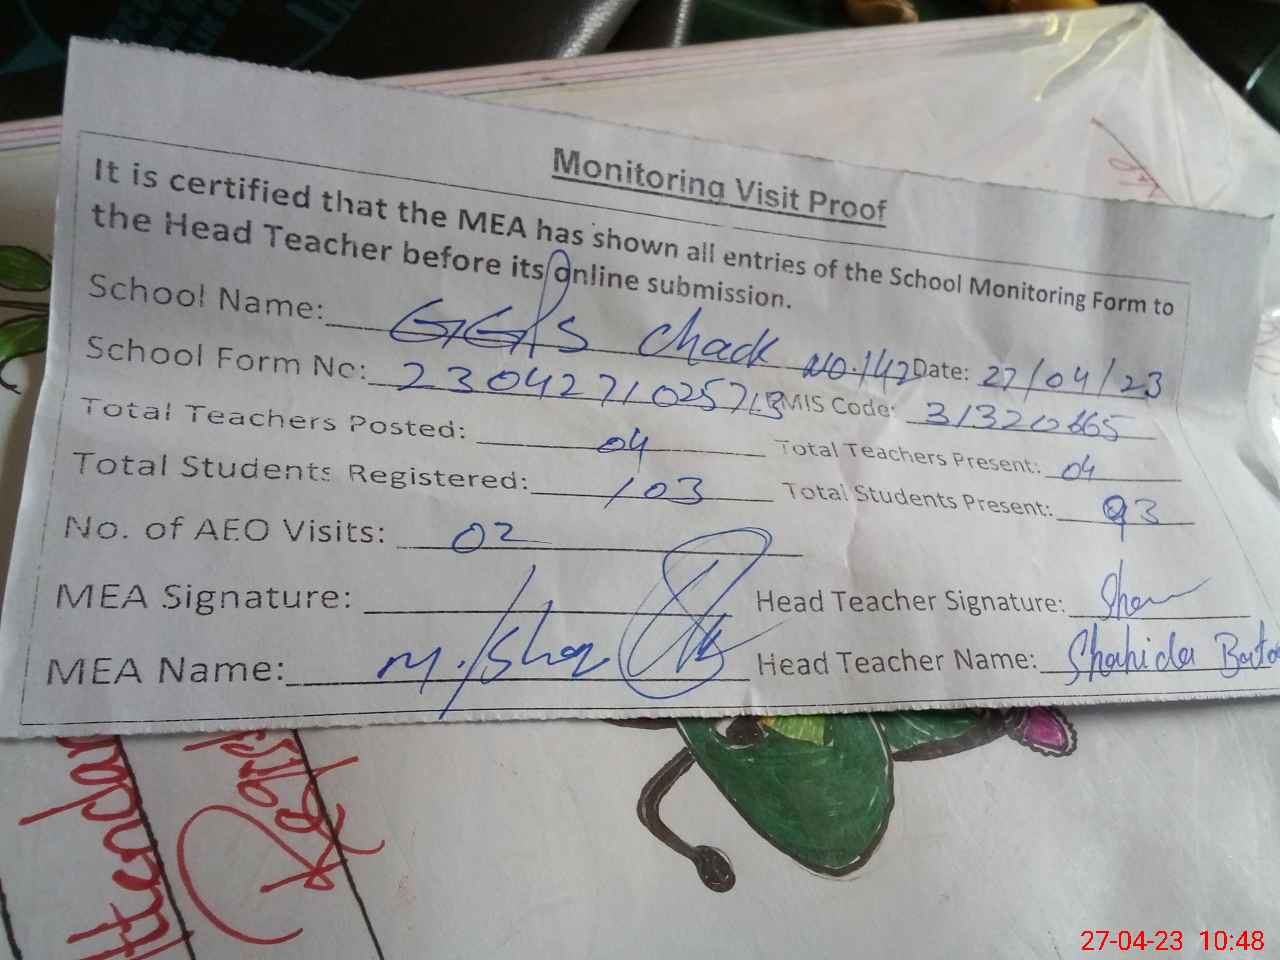 Monitoring Visit Proof
It is certified that the MEA has shown all entries of the School Monitoring Form to
the Head Teacher before its online submission.
School Name: GGPS Chack No.142 Date: 27/04/23
School Form No: MIS Code: 31320665
Total Teachers Posted: 04 Total Teachers Present: 04
Total Students Registered: 103 Total Students Present: 93
No. of AEO Visits: 02
MEA Signature: Head Teacher Signature:
MEA Name: Head Teacher Name: Shahida
27-04-23 10:48